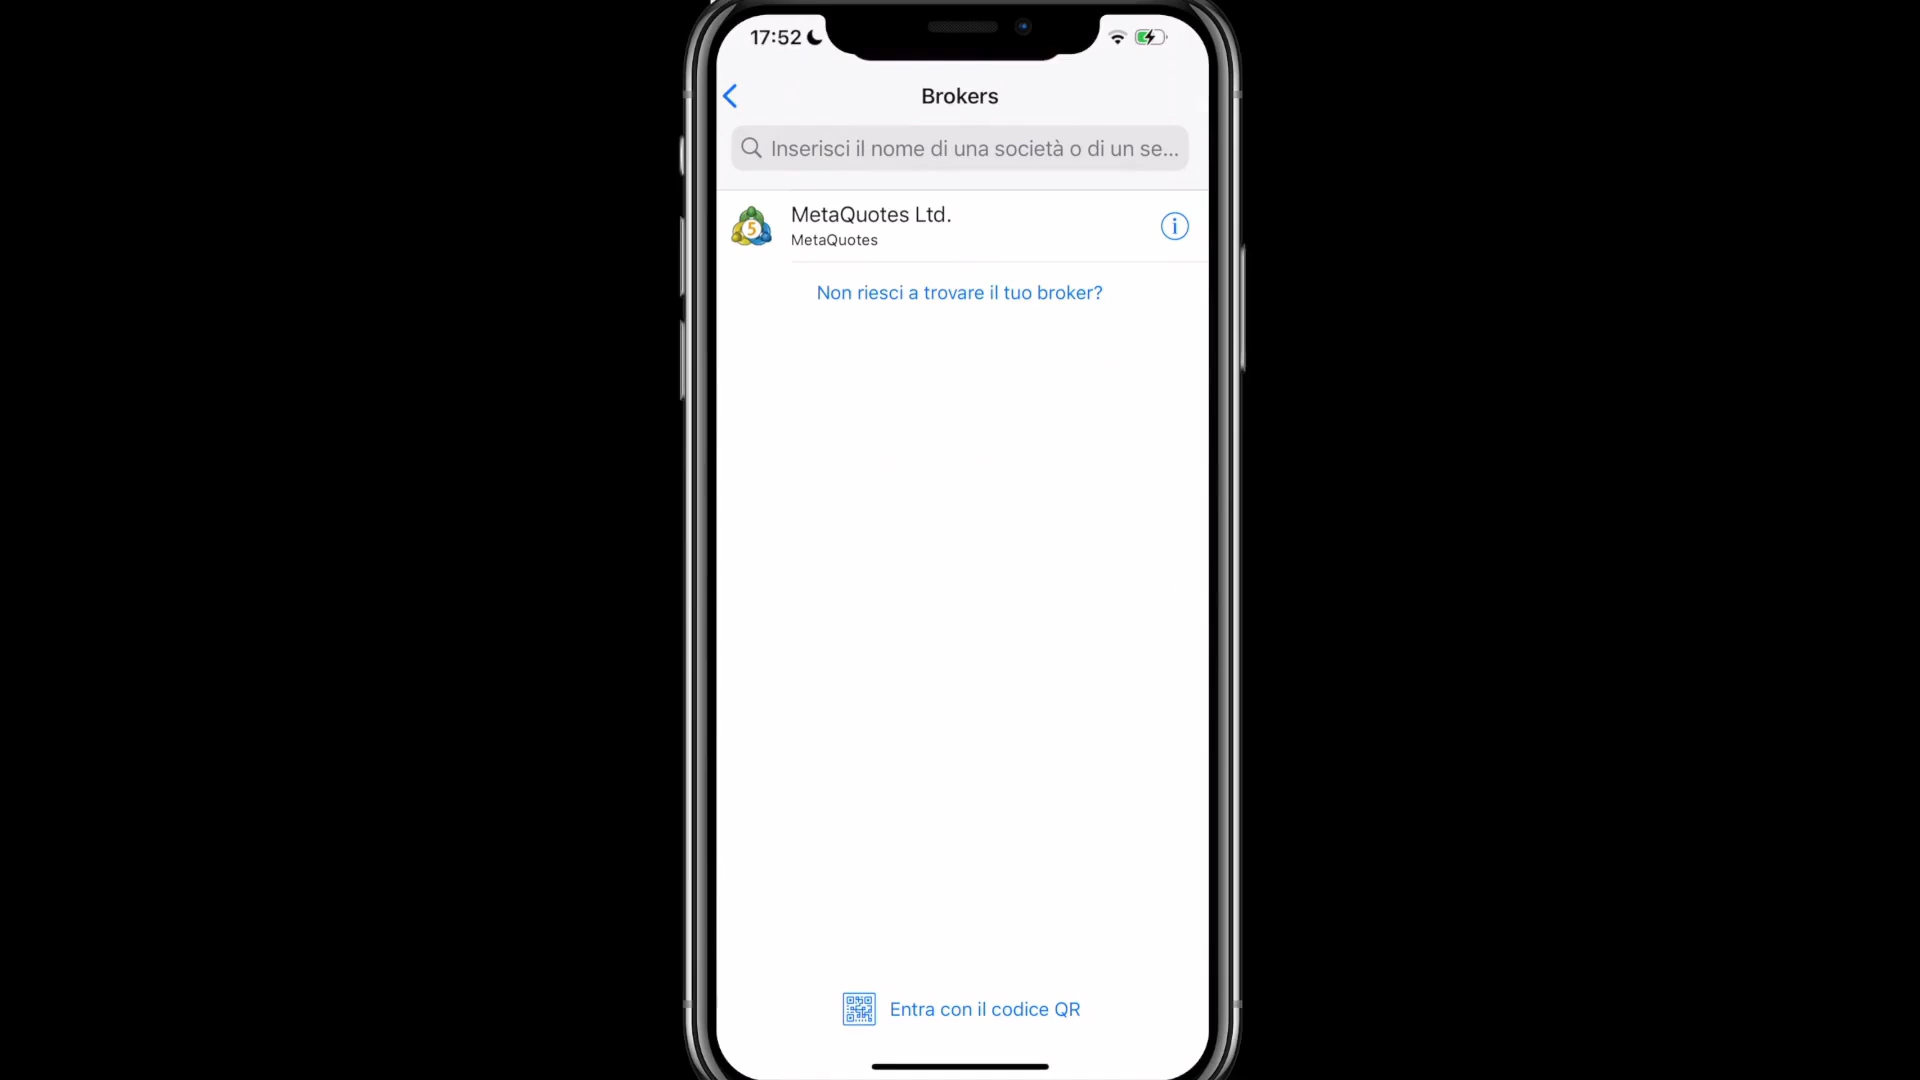 17:52
Brokers
Inserisci il nome di una società o di un se...
5
MetaQuotes Ltd.
MetaQuotes
Non riesci a trovare il tuo broker?
Entra con il codice QR